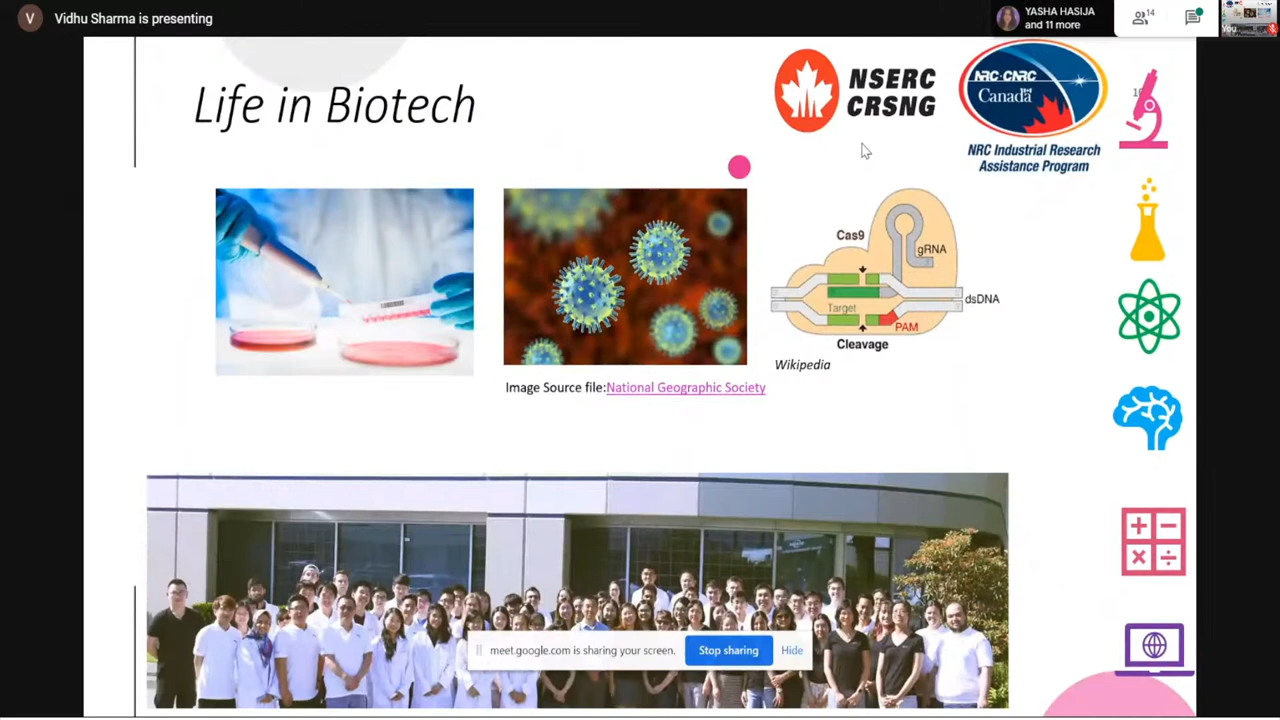 V
Vidhu Sharma is presenting
YASHA HASIJA
and 11 more
14
You
Life in Biotech
NSERC
CRSNG
NRC·CNRC
Canada
NRC Industrial Research
Assistance Program
Cas9
gRNA
dsDNA
Target
PAM
Cleavage
Wikipedia
Image Source file:National Geographic Society
meet.google.com is sharing your screen.
Stop sharing
Hide